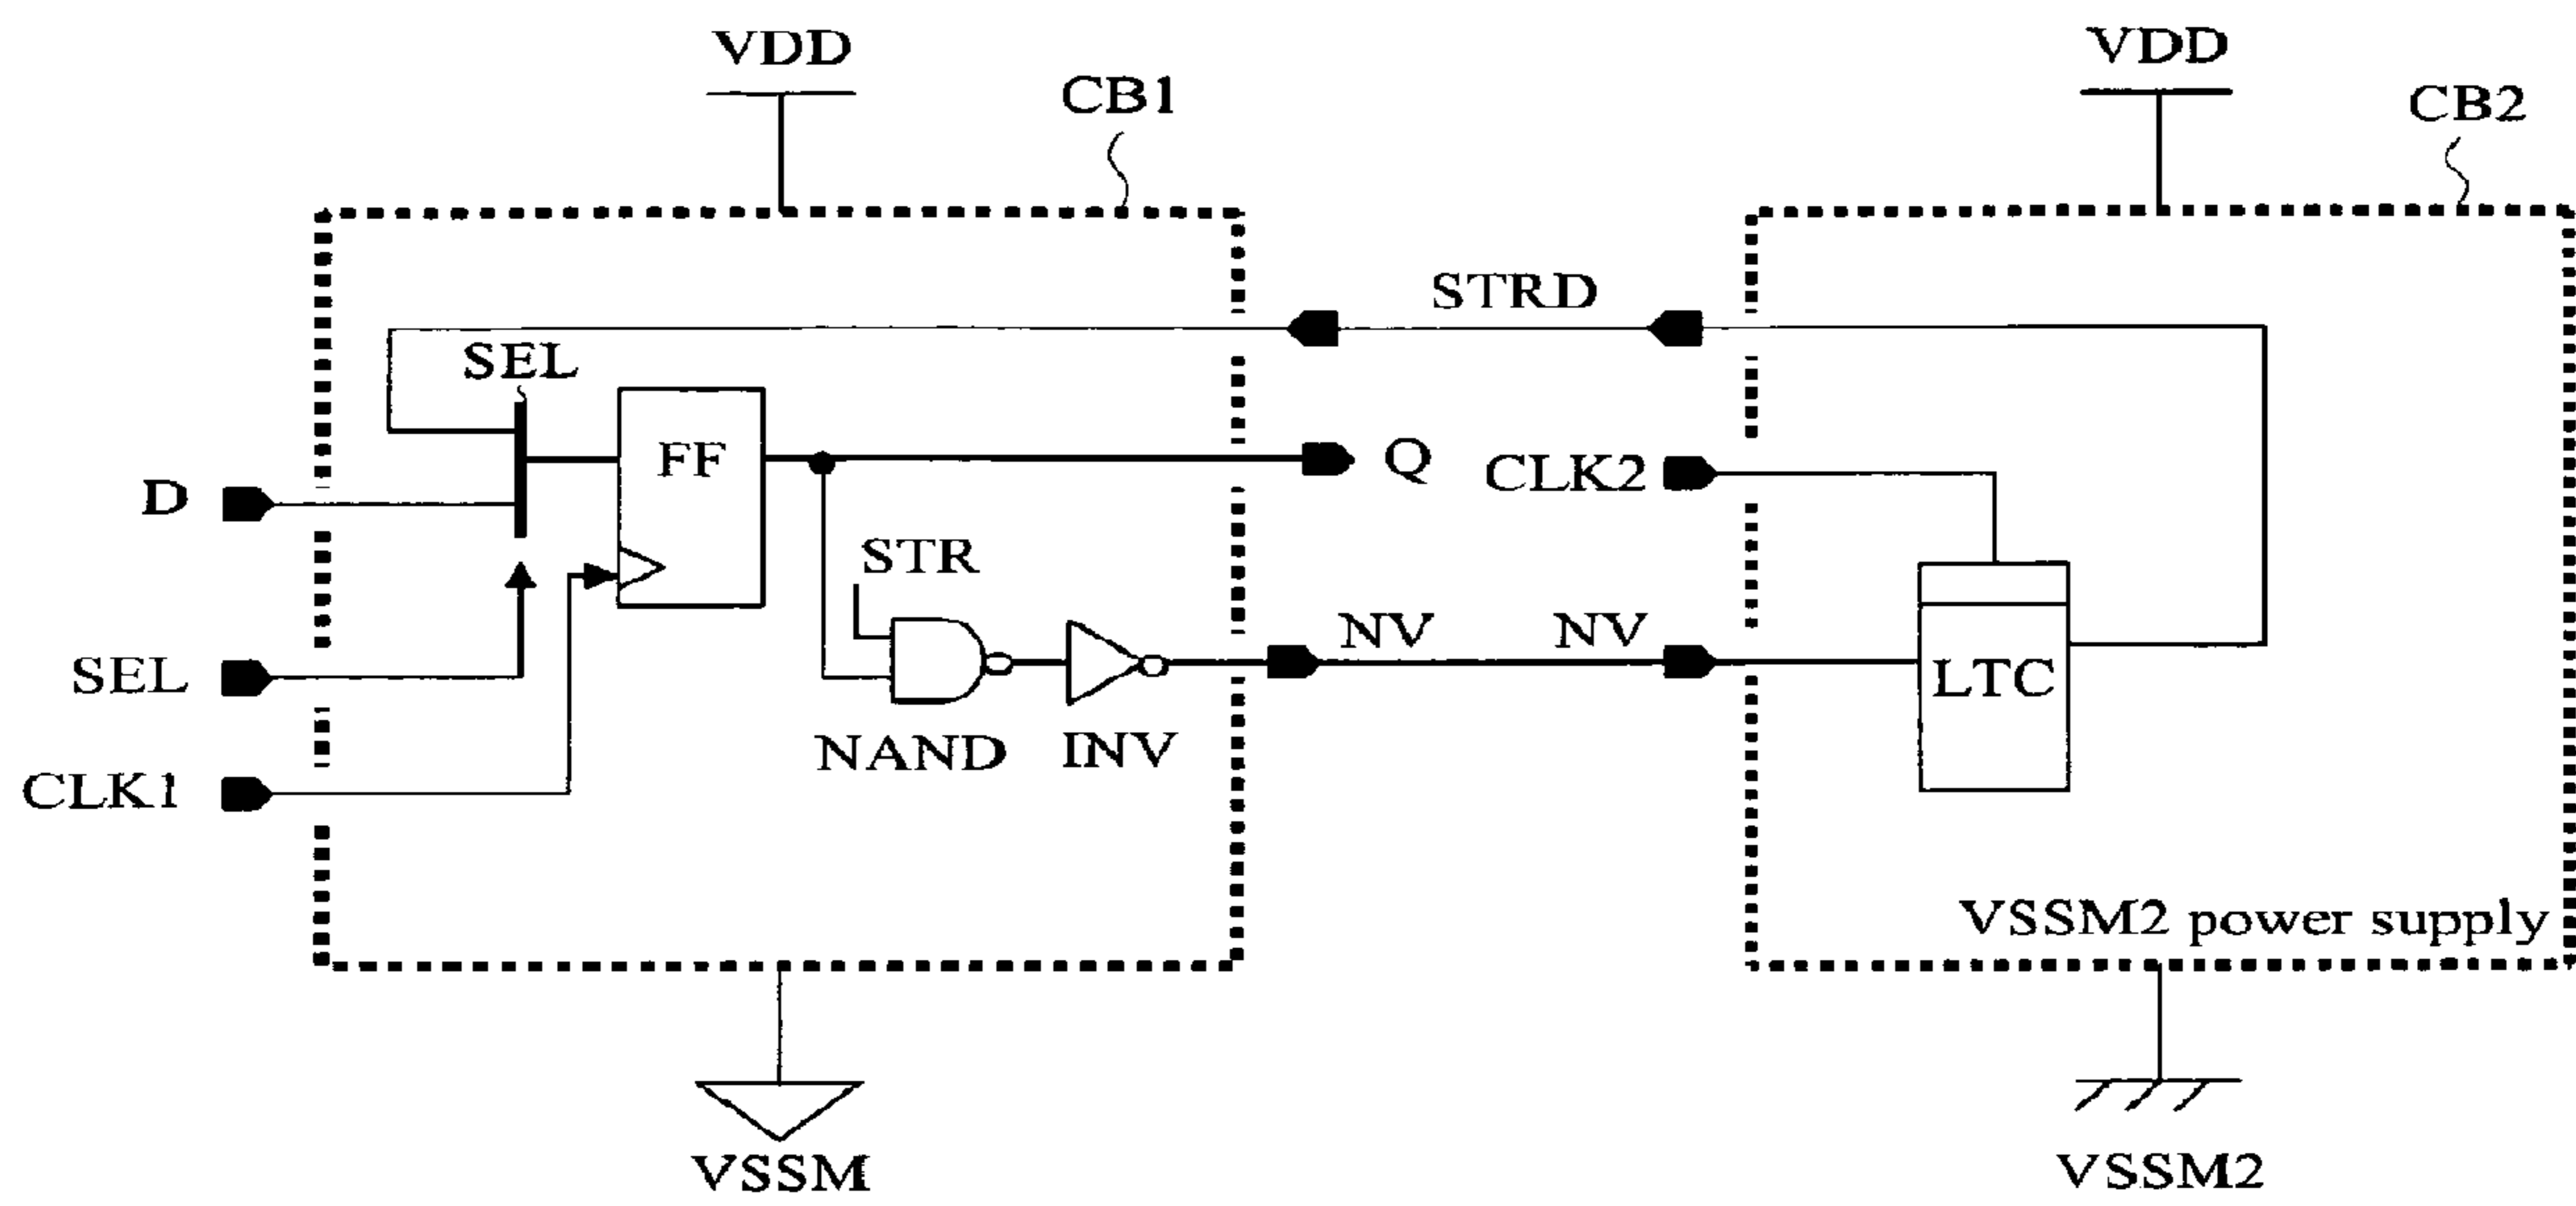 VDD
VDD
CB1
CB2
STRD
SEL
FF
Q
CLK2
D
STR
NV
NV
SEL
LTC
NAND
INV
CLK1
VSSM2 power supply
VSSM
VSSM2